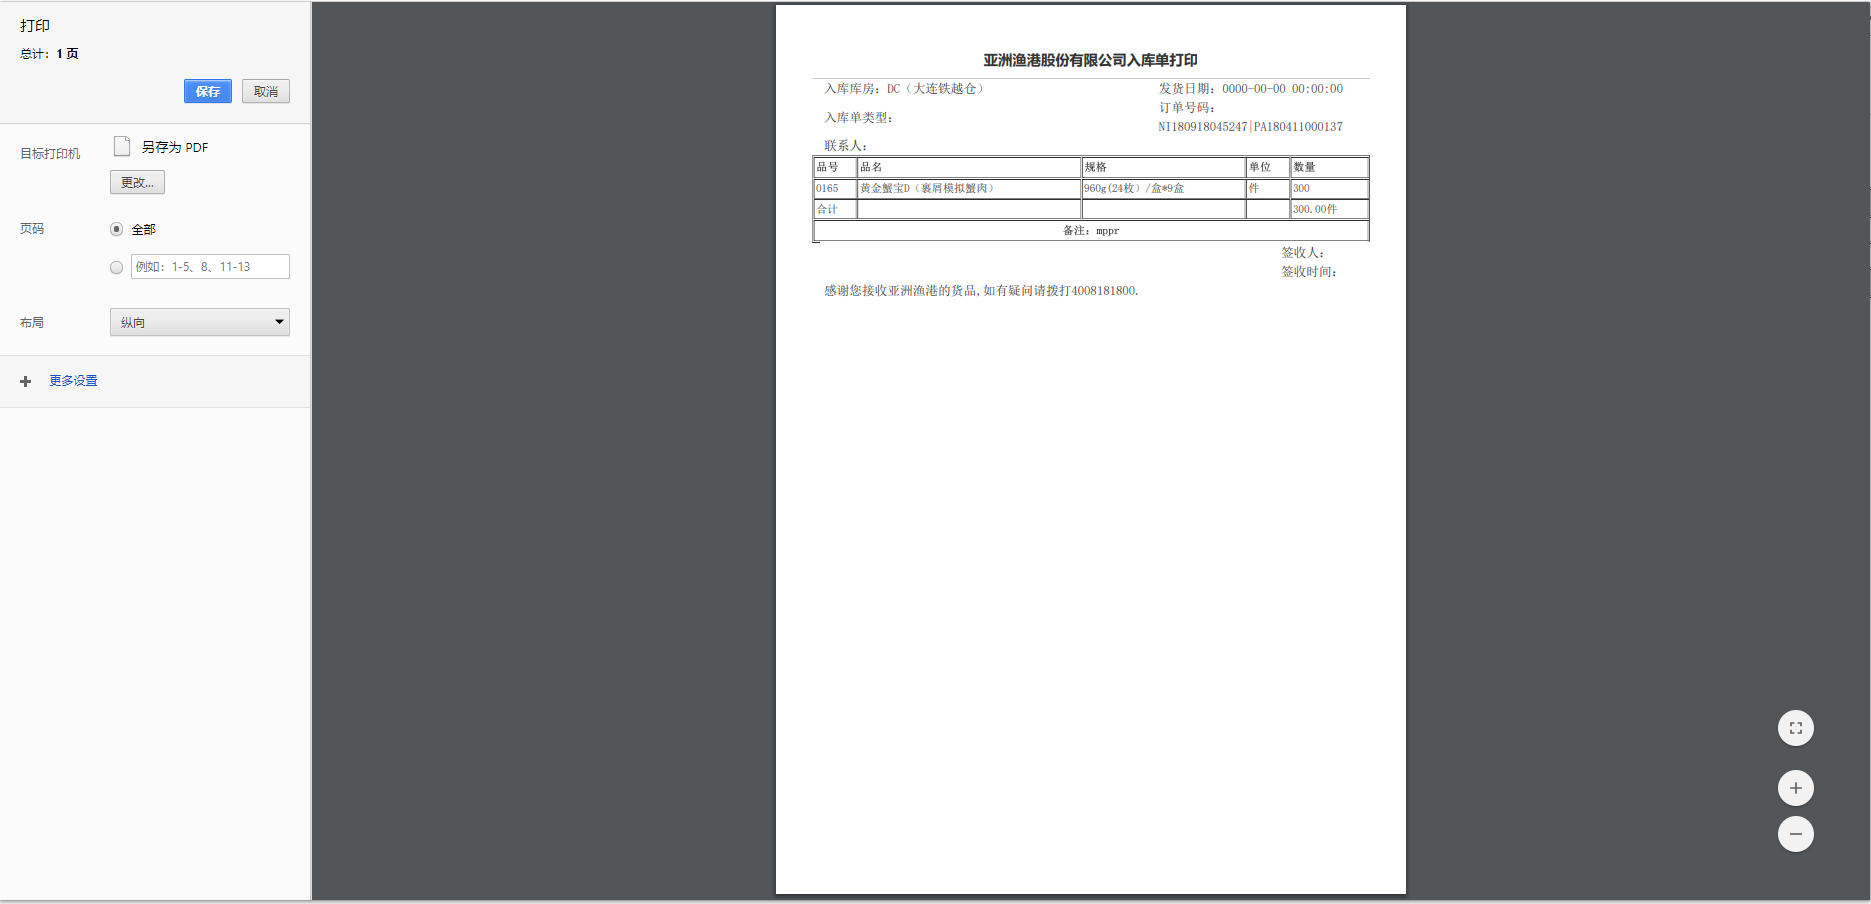 打印
总计：1 页
保存 取消
目标打印机 另存为 PDF
更改...
页码 全部
例如：1-5、8、11-13
布局 纵向
更多设置
亚洲渔港股份有限公司入库单打印
入库库房：DC（大连铁越仓） 发货日期：0000-00-00 00:00:00
订单号码：
入库单类型：
NI180918045247|PA180411000137
联系人：
品号 品名 规格 单位 数量
0165 黄金蟹宝D（裹屑模拟蟹肉） 960g(24枚）/盒*9盒 件 300
合计 300.00件
备注：mppr
签收人：
签收时间：
感谢您接收亚洲渔港的货品,如有疑问请拨打4008181800.